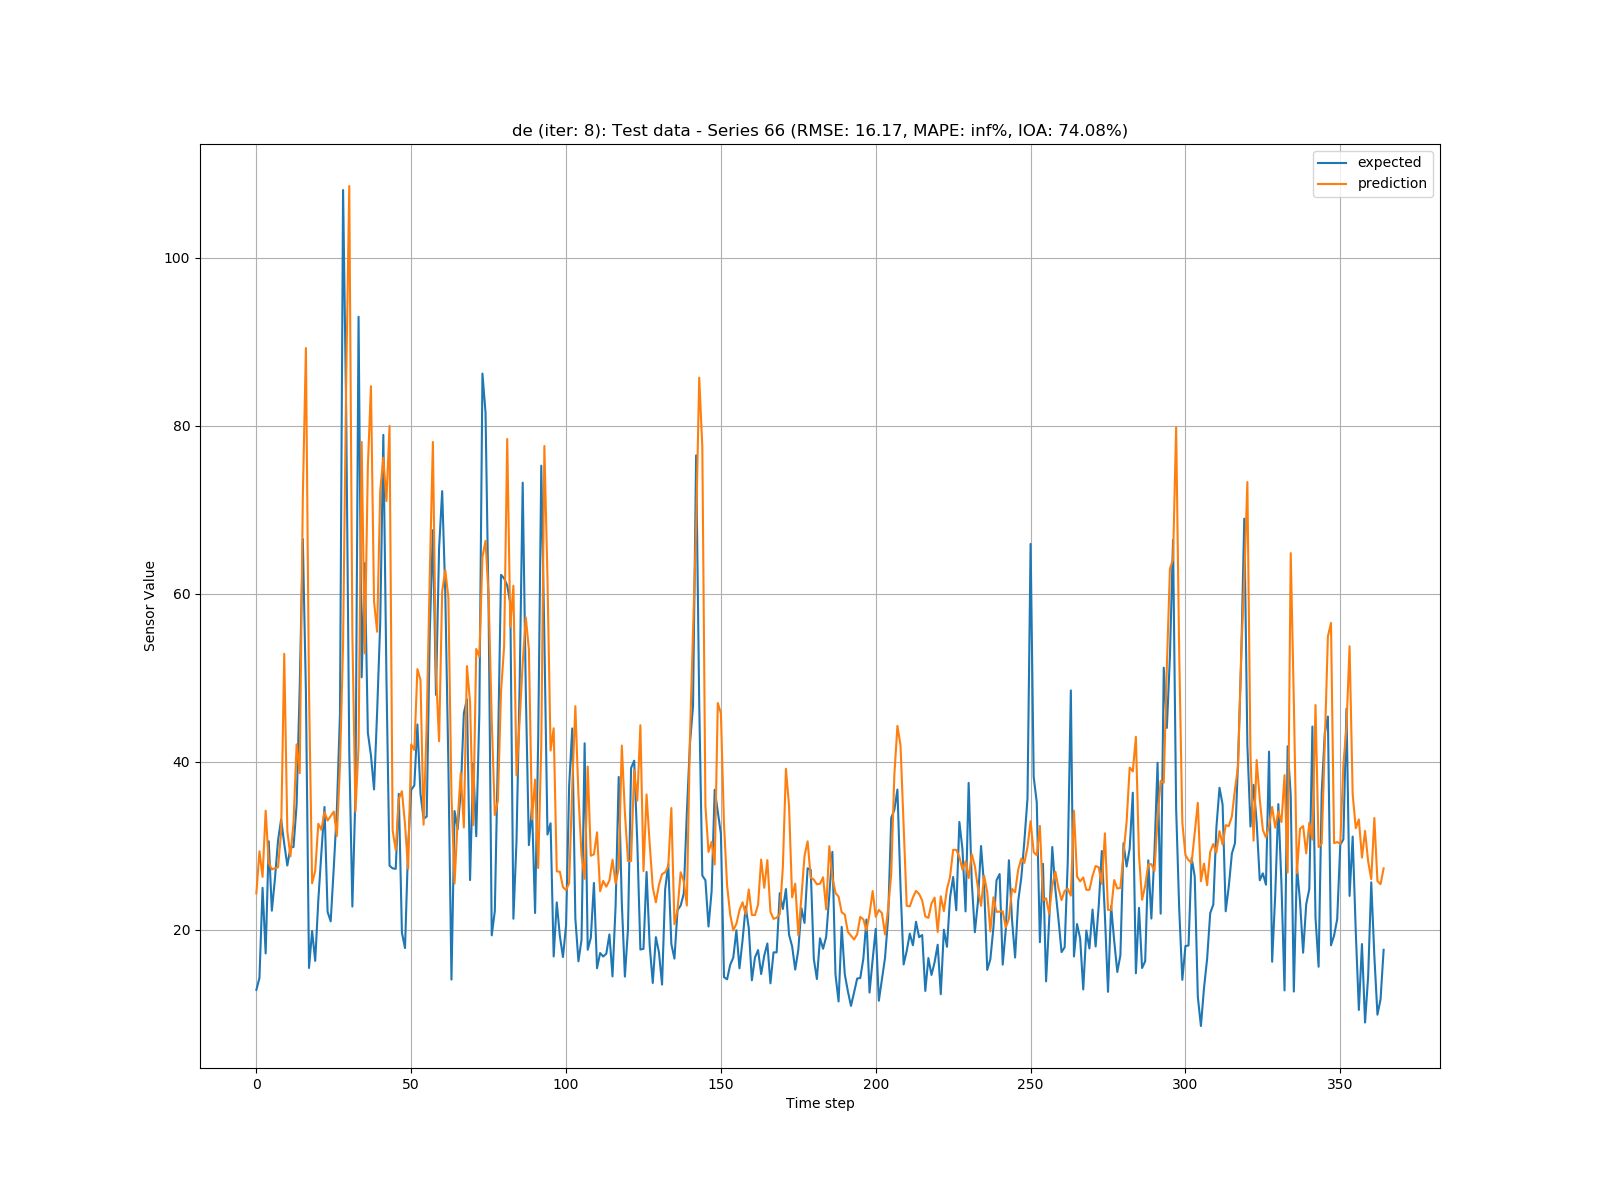 de (iter: 8): Test data - Series 66 (RMSE: 16.17, MAPE: inf%, IOA: 74.08%)
expected
prediction
100
80
60
40
20
Sensor Value
0 50 100 150 200 250 300 350
Time step